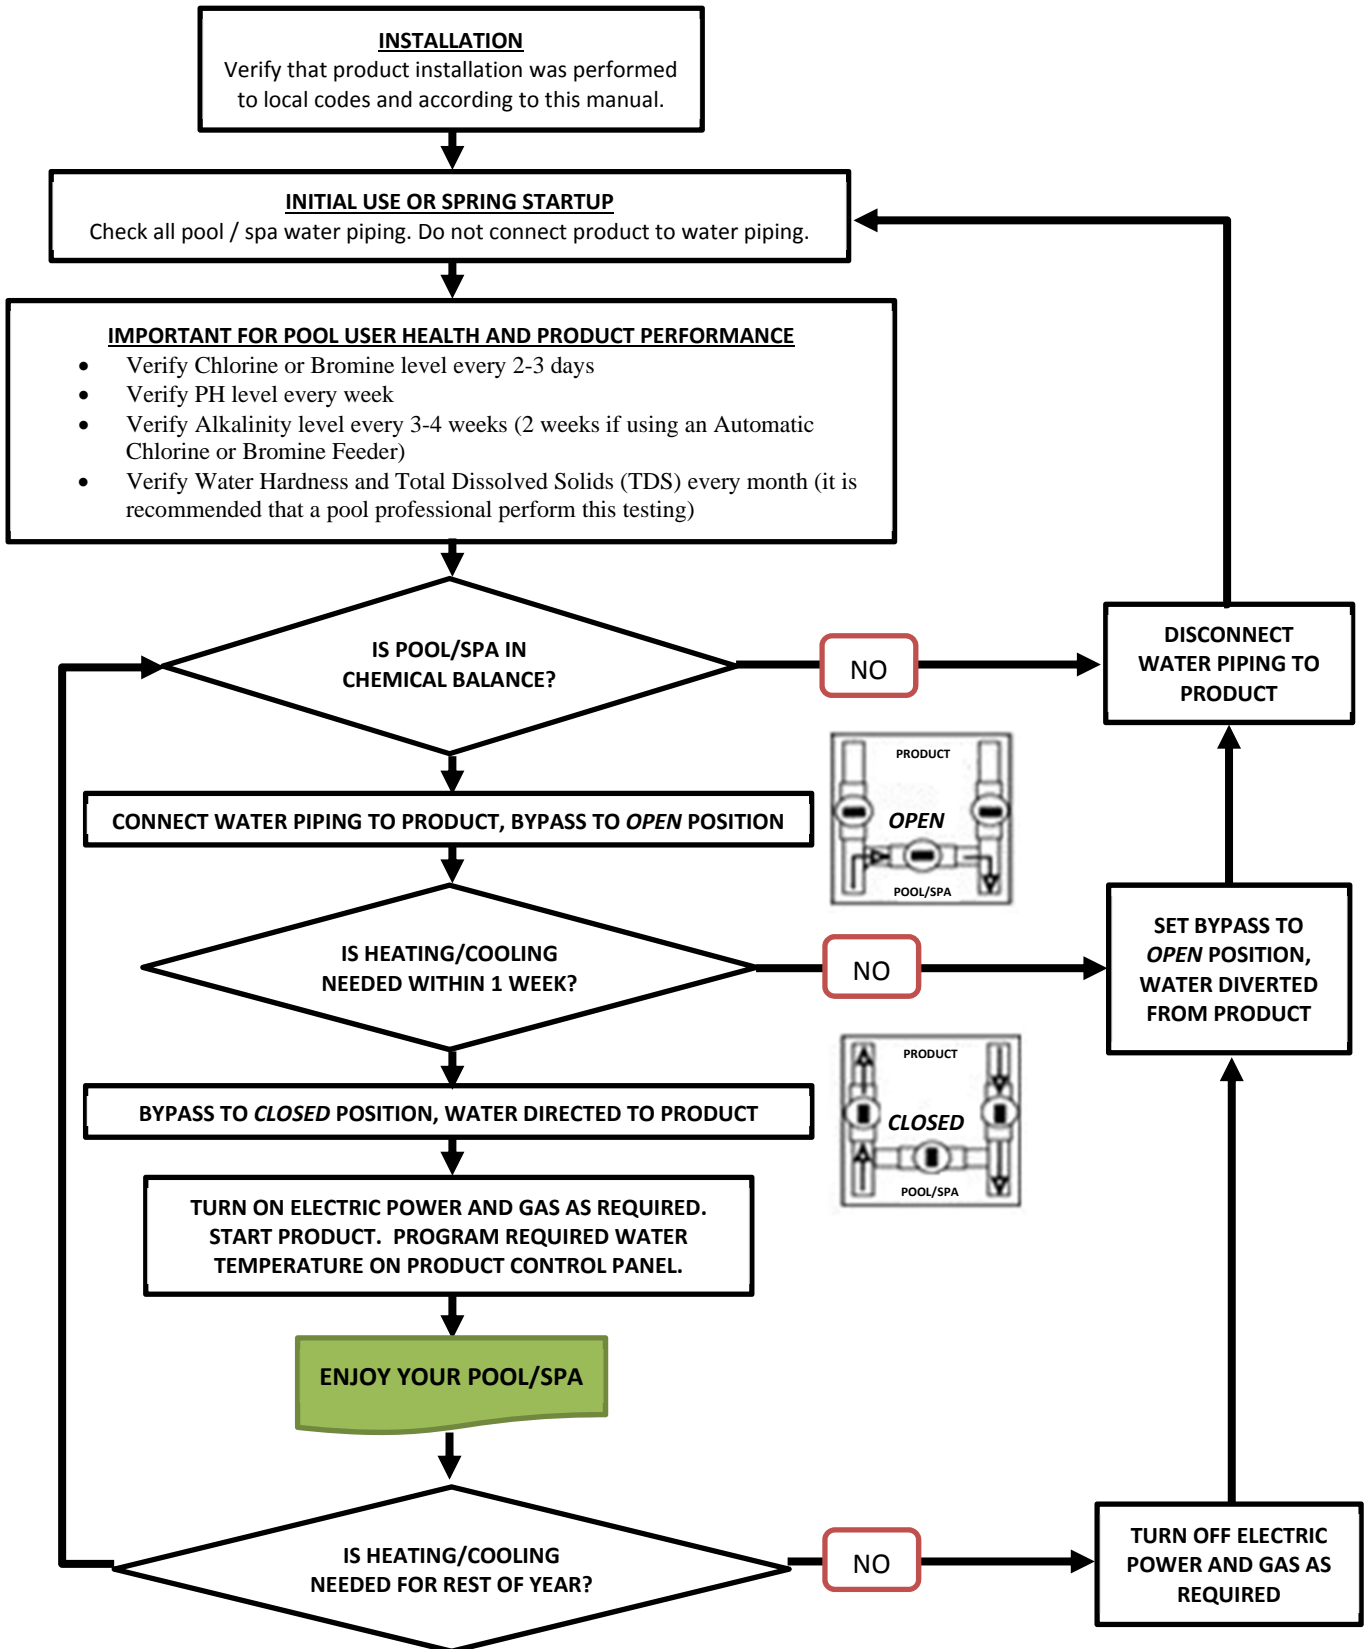 INSTALLATION
Verify that product installation was performed
to local codes and according to this manual.
INITIAL USE OR SPRING STARTUP
Check all pool / spa water piping. Do not connect product to water piping.
IMPORTANT FOR POOL USER HEALTH AND PRODUCT PERFORMANCE
• Verify Chlorine or Bromine level every 2-3 days
• Verify PH level every week
• Verify Alkalinity level every 3-4 weeks (2 weeks if using an Automatic
Chlorine or Bromine Feeder)
• Verify Water Hardness and Total Dissolved Solids (TDS) every month (it is
recommended that a pool professional perform this testing)
IS POOL/SPA IN
CHEMICAL BALANCE?
NO
DISCONNECT
WATER PIPING TO
PRODUCT
CONNECT WATER PIPING TO PRODUCT, BYPASS TO OPEN POSITION
PRODUCT
OPEN
POOL/SPA
IS HEATING/COOLING
NEEDED WITHIN 1 WEEK?
NO
SET BYPASS TO
OPEN POSITION,
WATER DIVERTED
FROM PRODUCT
BYPASS TO CLOSED POSITION, WATER DIRECTED TO PRODUCT
PRODUCT
CLOSED
POOL/SPA
TURN ON ELECTRIC POWER AND GAS AS REQUIRED.
START PRODUCT. PROGRAM REQUIRED WATER
TEMPERATURE ON PRODUCT CONTROL PANEL.
ENJOY YOUR POOL/SPA
IS HEATING/COOLING
NEEDED FOR REST OF YEAR?
NO
TURN OFF ELECTRIC
POWER AND GAS AS
REQUIRED